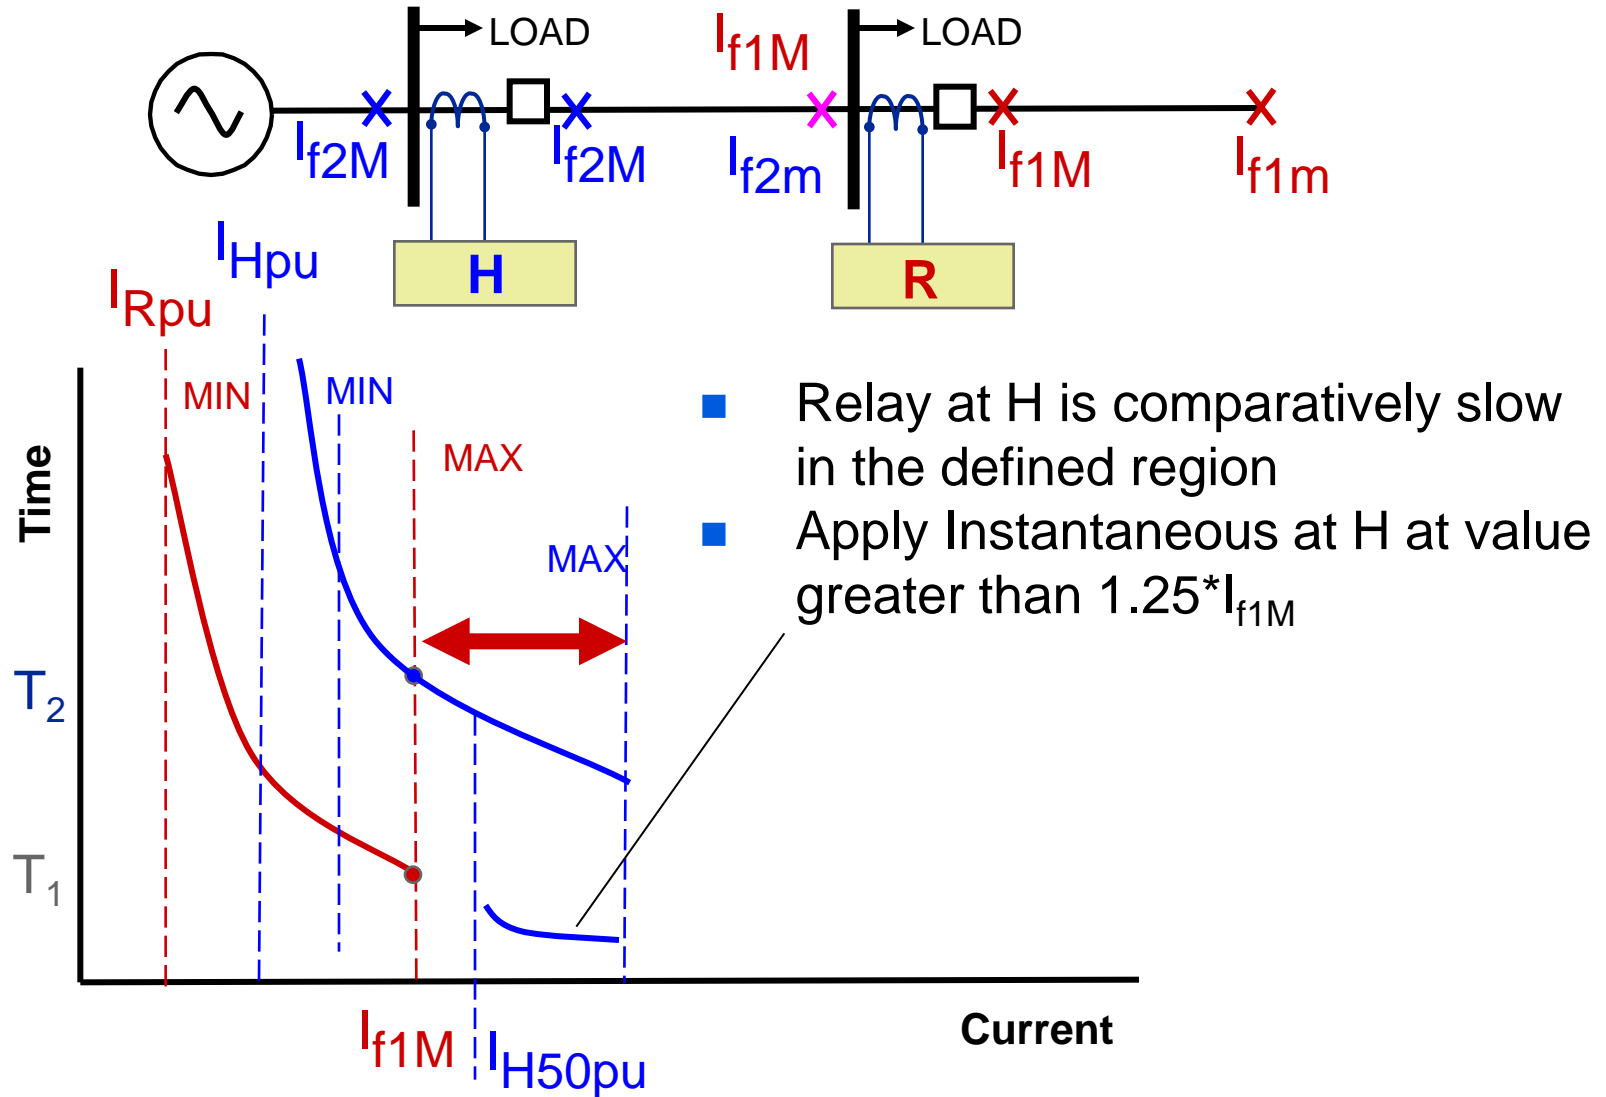 LOAD
If1M
LOAD
If2M
If2M
If2m
If1M
If1m
IHpu
H
R
IRpu
MIN
MIN
MAX
MAX
Time
T2
T1
■ Relay at H is comparatively slow
in the defined region
■ Apply Instantaneous at H at value
greater than 1.25*If1M
If1M
IH50pu
Current